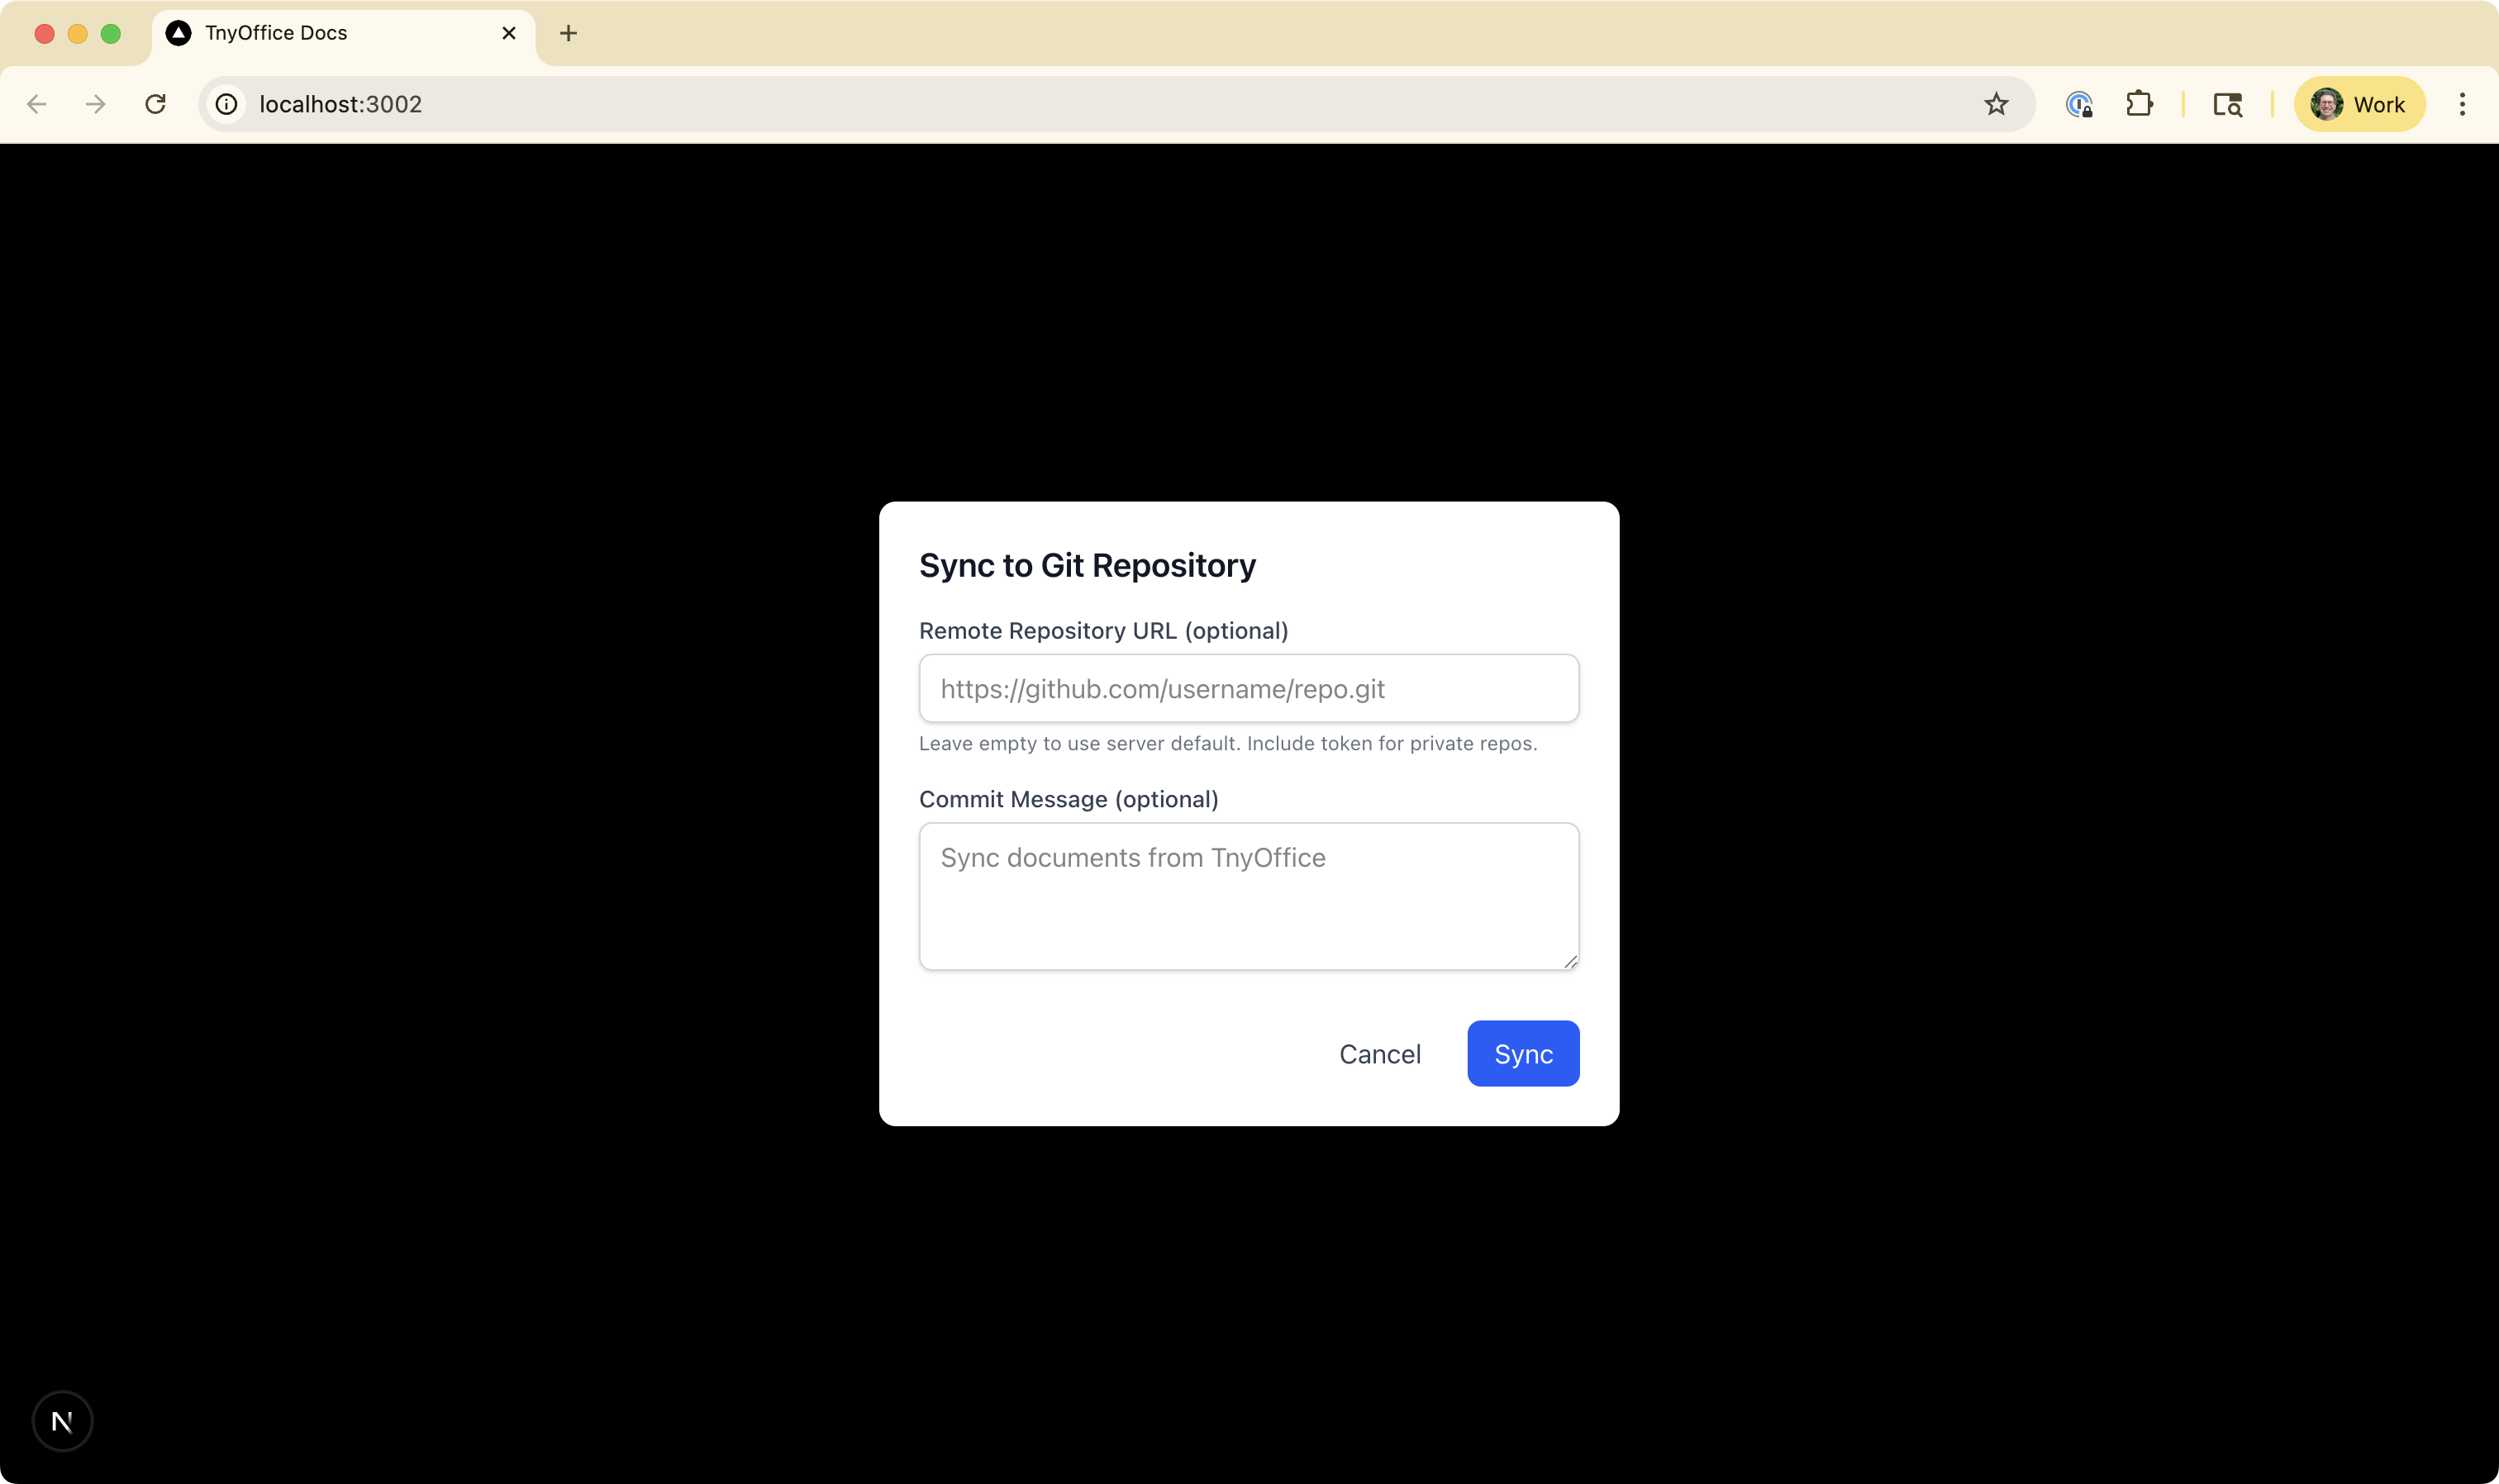 TnyOffice Docs
localhost:3002
Work
Sync to Git Repository
Remote Repository URL (optional)
https://github.com/username/repo.git
Leave empty to use server default. Include token for private repos.
Commit Message (optional)
Sync documents from TnyOffice
Cancel
Sync
N